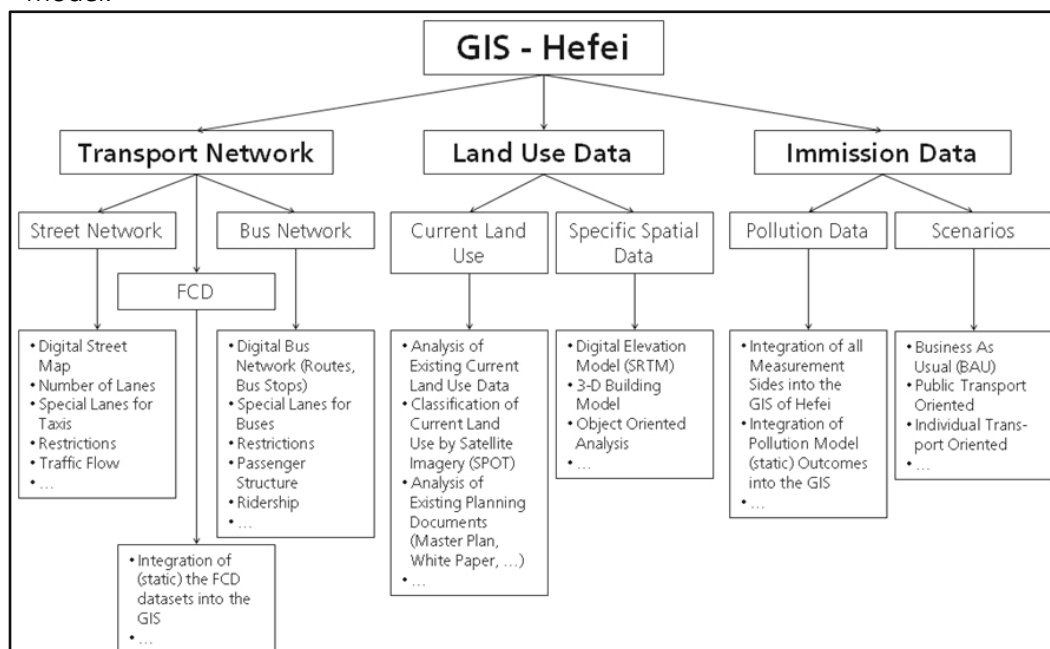 model.
GIS - Hefei
Transport Network
Land Use Data
Immission Data
Street Network
Bus Network
Current Land
Use
Specific Spatial
Data
Pollution Data
Scenarios
FCD
• Digital Street
Map
• Number of Lanes
• Special Lanes for
Taxis
• Restrictions
• Traffic Flow
• ...
• Digital Bus
Network (Routes,
Bus Stops)
• Special Lanes for
Buses
• Restrictions
• Passenger
Structure
• Ridership
• ...
• Analysis of
Existing Current
Land Use Data
• Classification of
Current Land
Use by Satellite
Imagery (SPOT)
• Analysis of
Existing Planning
Documents
(Master Plan,
White Paper, ...)
• ...
• Digital Elevation
Model (SRTM)
• 3-D Building
Model
• Object Oriented
Analysis
• ...
• Integration of all
Measurement
Sides into the
GIS of Hefei
• Integration of
Pollution Model
(static) Outcomes
into the GIS
• ...
• Business As
Usual (BAU)
• Public Transport
Oriented
• Individual Trans-
port Oriented
• ...
• Integration of
(static) the FCD
datasets into the
GIS
• ...